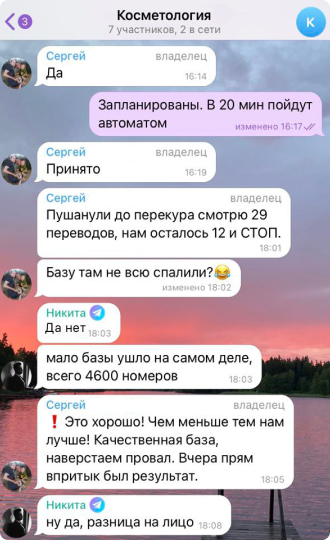 3
Косметология
7 участников, 2 в сети
К
Сергей владелец
Да 16:14
Запланированы. В 20 мин пойдут
автоматом изменено 16:17
Сергей владелец
Принято 16:19
Сергей владелец
Пушанули до перекура смотрю 29
переводов, нам осталось 12 и СТОП.
18:01
Базу там не всю спалили?😂
изменено 18:02
Никита
Да нет 18:03
мало базы ушло на самом деле,
всего 4600 номеров 18:03
Сергей владелец
❗ Это хорошо! Чем меньше тем нам
лучше! Качественная база,
наверстаем провал. Вчера прям
впритык был результат. 18:05
Никита
ну да, разница на лицо 18:08